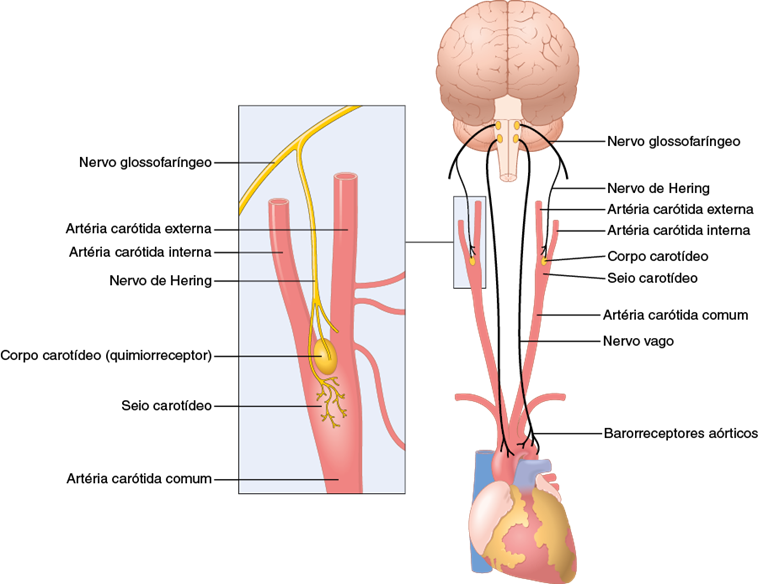 Nervo glossofaríngeo
Artéria carótida externa
Artéria carótida interna
Nervo de Hering
Corpo carotídeo (quimiorreceptor)
Seio carotídeo
Artéria carótida comum
Nervo glossofaríngeo
Nervo de Hering
Artéria carótida externa
Artéria carótida interna
Corpo carotídeo
Seio carotídeo
Artéria carótida comum
Nervo vago
Barorreceptores aórticos